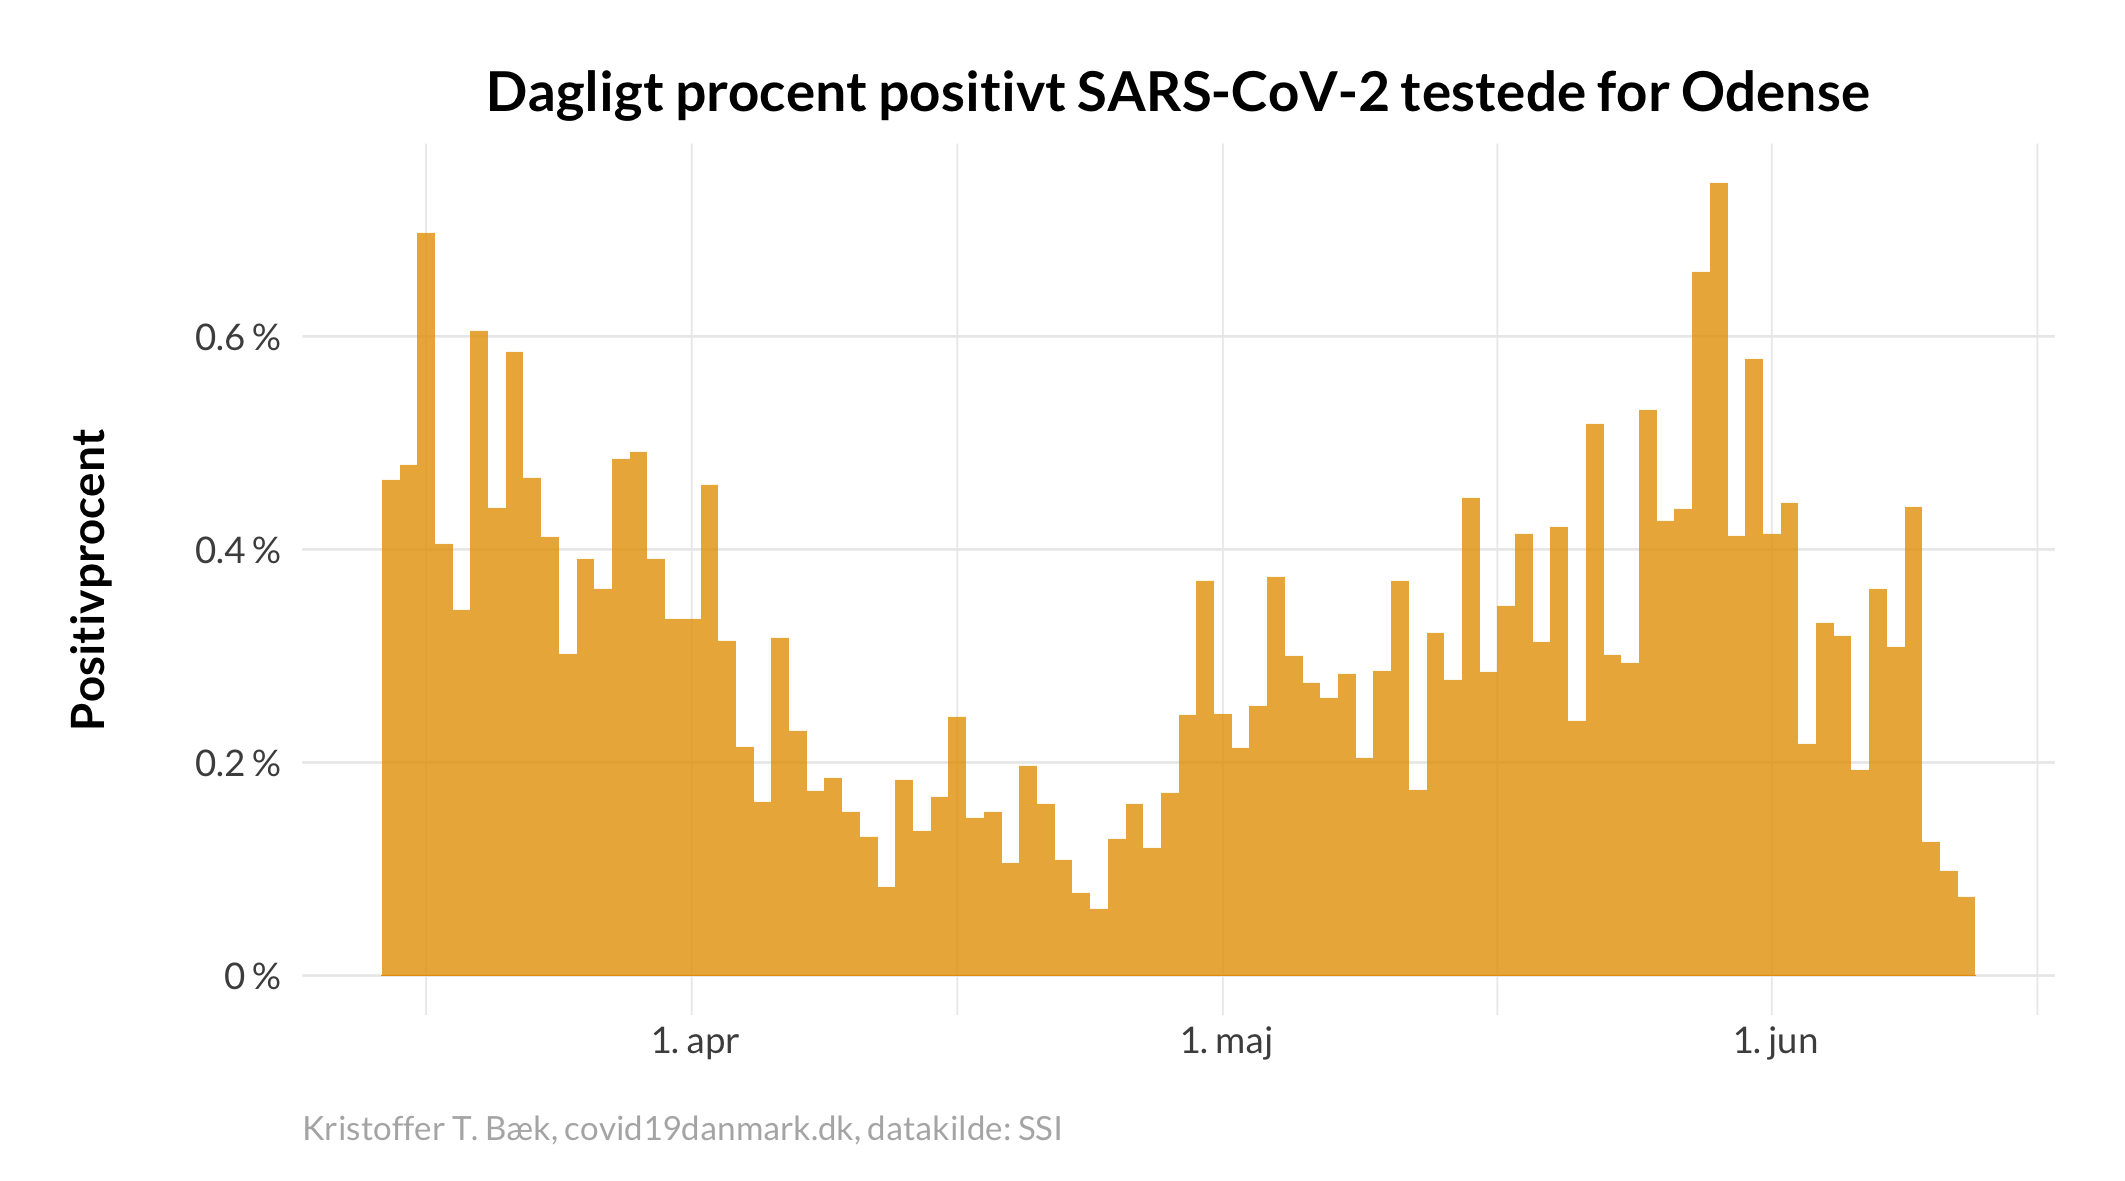 Dagligt procent positivt SARS-CoV-2 testede for Odense
Positivprocent
0.6 %
0.4 %
0.2 %
0 %
1. apr
1. maj
1. jun
Kristoffer T. Bæk, covid19danmark.dk, datakilde: SSI